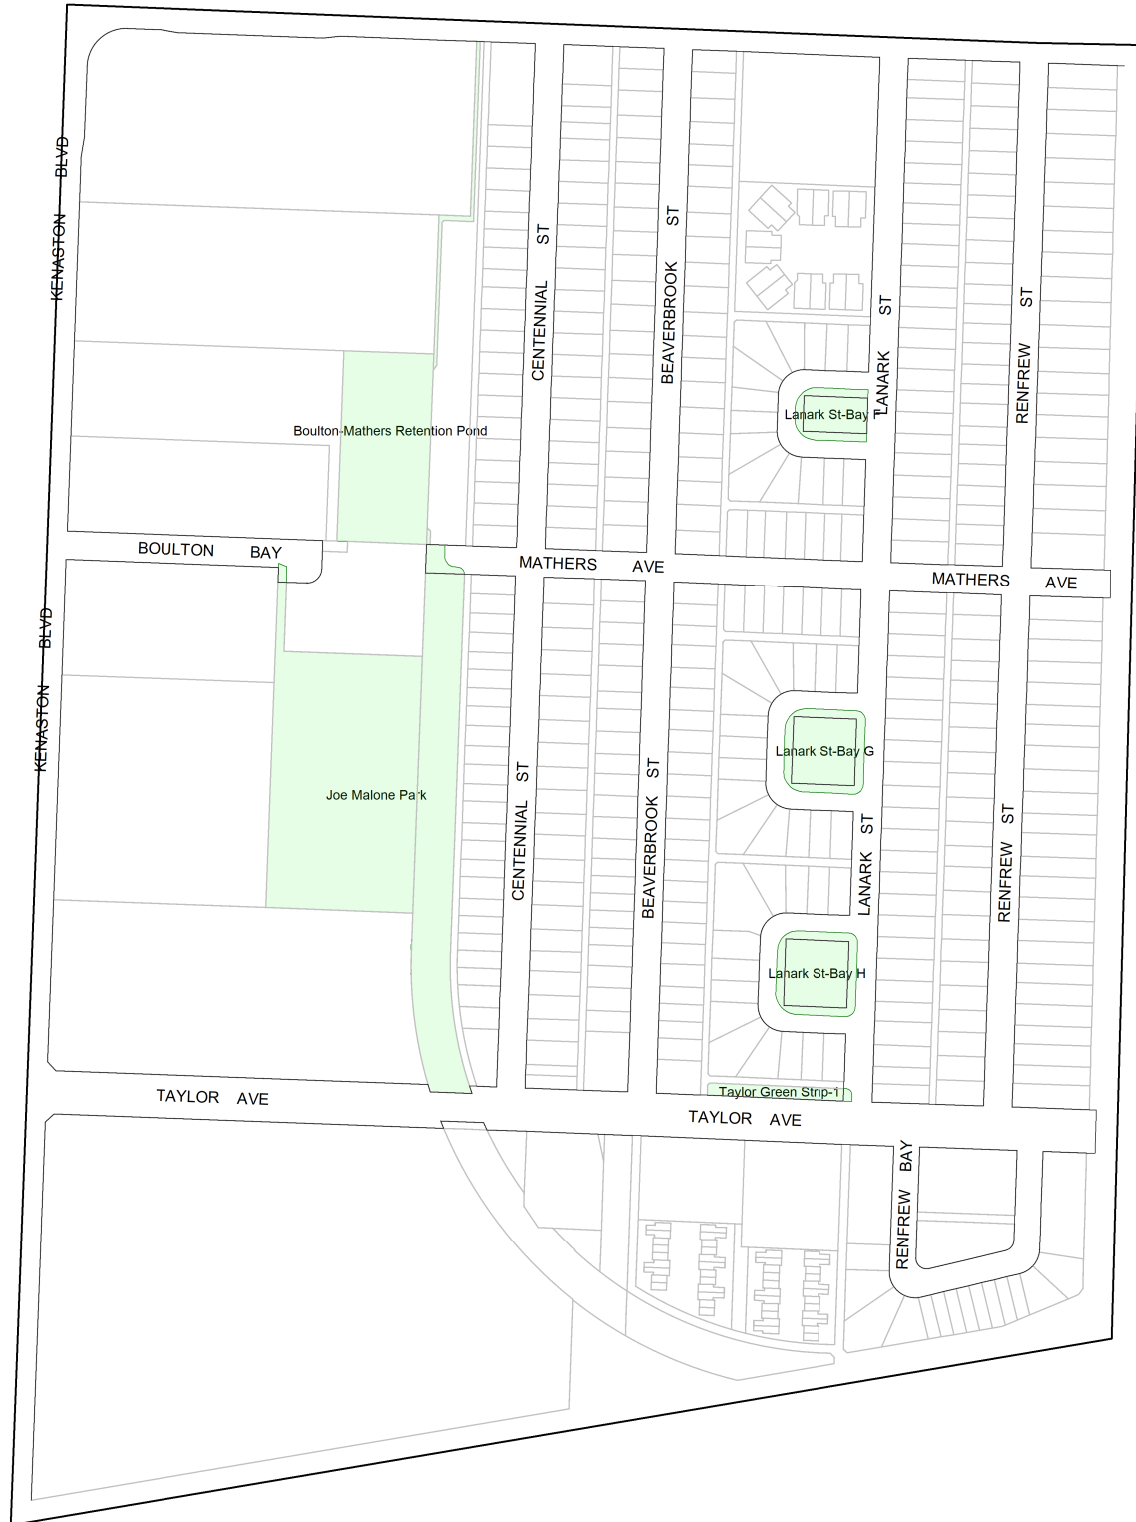 KENASTON BLVD
CENTENNIAL ST
BEAVERBROOK ST
LANARK ST
RENFREW ST
Lanark St-Bay F
Boulton-Mathers Retention Pond
BOULTON BAY
MATHERS AVE
MATHERS AVE
KENASTON BLVD
Lanark St-Bay G
Joe Malone Park
CENTENNIAL ST
BEAVERBROOK ST
LANARK ST
RENFREW ST
Lanark St-Bay H
Taylor Green Strip-1
TAYLOR AVE
TAYLOR AVE
RENFREW BAY